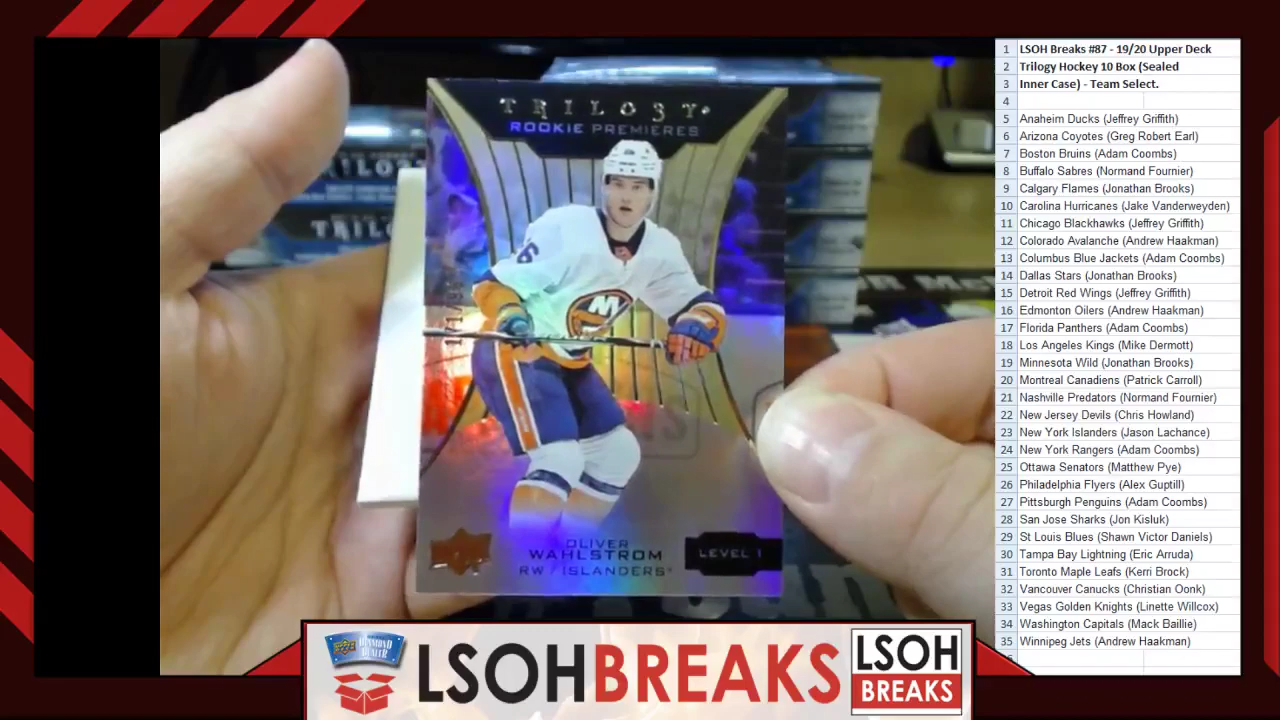 TRILOGY
ROOKIE PREMIERES
OLIVER
WAHLSTROM
RW / ISLANDERS
LEVEL 1
1 LSOH Breaks #87 - 19/20 Upper Deck
2 Trilogy Hockey 10 Box (Sealed
3 Inner Case) - Team Select.
4
5 Anaheim Ducks (Jeffrey Griffith)
6 Arizona Coyotes (Greg Robert Earl)
7 Boston Bruins (Adam Coombs)
8 Buffalo Sabres (Normand Fournier)
9 Calgary Flames (Jonathan Brooks)
10 Carolina Hurricanes (Jake Vanderweyden)
11 Chicago Blackhawks (Jeffrey Griffith)
12 Colorado Avalanche (Andrew Haakman)
13 Columbus Blue Jackets (Adam Coombs)
14 Dallas Stars (Jonathan Brooks)
15 Detroit Red Wings (Jeffrey Griffith)
16 Edmonton Oilers (Andrew Haakman)
17 Florida Panthers (Adam Coombs)
18 Los Angeles Kings (Mike Dermott)
19 Minnesota Wild (Jonathan Brooks)
20 Montreal Canadiens (Patrick Carroll)
21 Nashville Predators (Normand Fournier)
22 New Jersey Devils (Chris Howland)
23 New York Islanders (Jason Lachance)
24 New York Rangers (Adam Coombs)
25 Ottawa Senators (Matthew Pye)
26 Philadelphia Flyers (Alex Guptill)
27 Pittsburgh Penguins (Adam Coombs)
28 San Jose Sharks (Jon Kisluk)
29 St Louis Blues (Shawn Victor Daniels)
30 Tampa Bay Lightning (Eric Arruda)
31 Toronto Maple Leafs (Kerri Brock)
32 Vancouver Canucks (Christian Oonk)
33 Vegas Golden Knights (Linette Willcox)
34 Washington Capitals (Mack Baillie)
35 Winnipeg Jets (Andrew Haakman)
DIAMOND
DEALER
LSOHBREAKS
LSOH
BREAKS